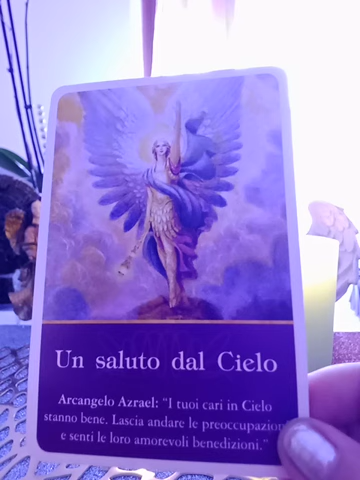 Un saluto dal Cielo
Arcangelo Azrael: "I tuoi cari in Cielo
stanno bene. Lascia andare le preoccupazioni
e senti le loro amorevoli benedizioni."